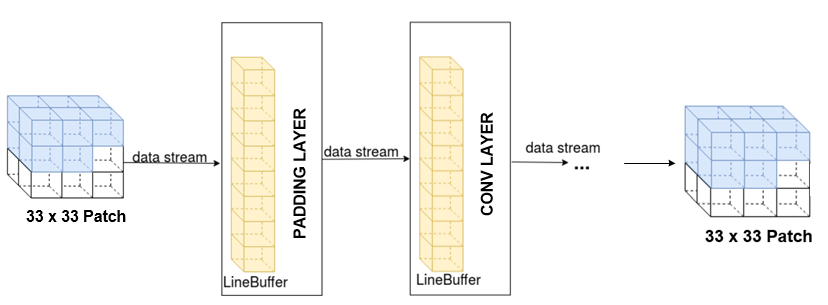 33 x 33 Patch
data stream
PADDING LAYER
LineBuffer
data stream
CONV LAYER
LineBuffer
data stream
...
33 x 33 Patch